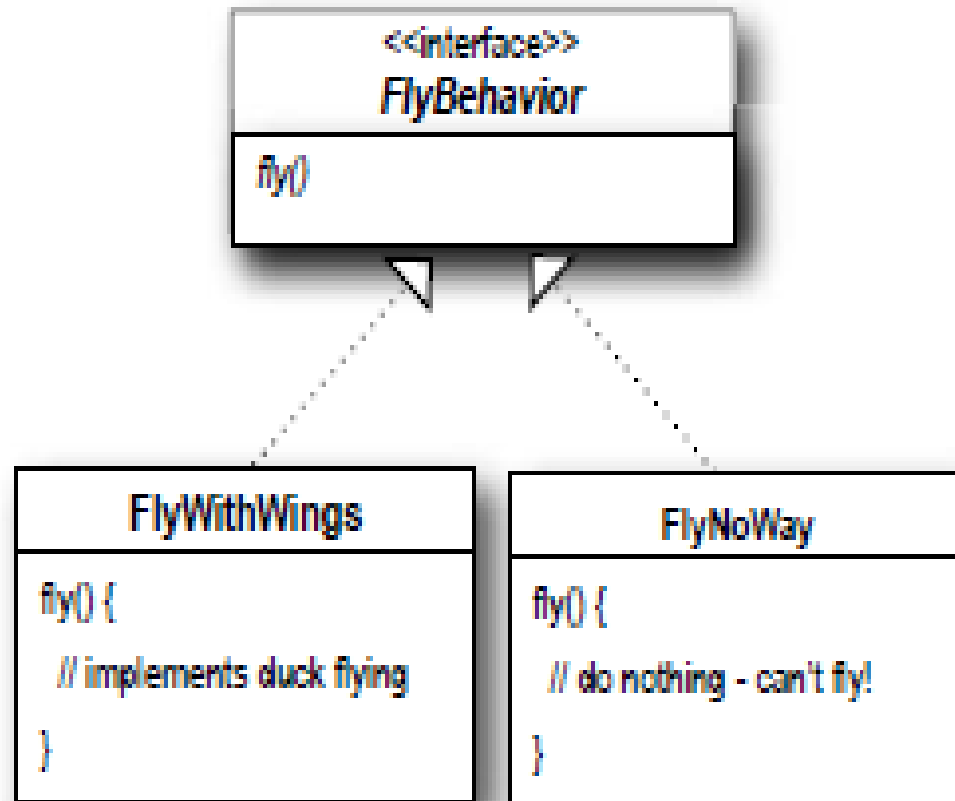 <<interface>>
FlyBehavior
fly()
FlyWithWings
fly() {
// implements duck flying
}
FlyNoWay
fly() {
// do nothing - can't fly!
}